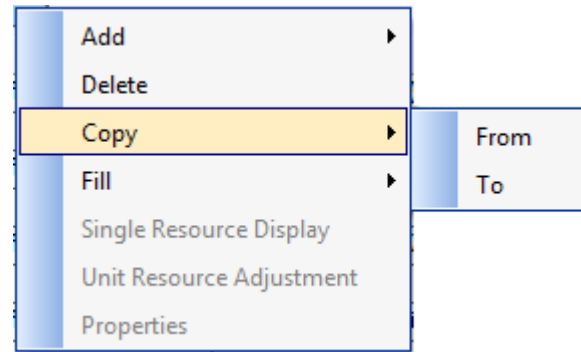 Add
Delete
Copy
From
Fill
To
Single Resource Display
Unit Resource Adjustment
Properties